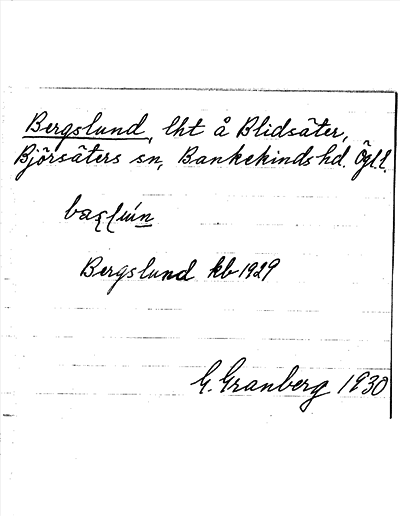 Bergslund, lht å Blidsäter,
Björsäters sn, Bankekinds hd. Ögl.
Bergslund kb 1929
G. Granberg 1930